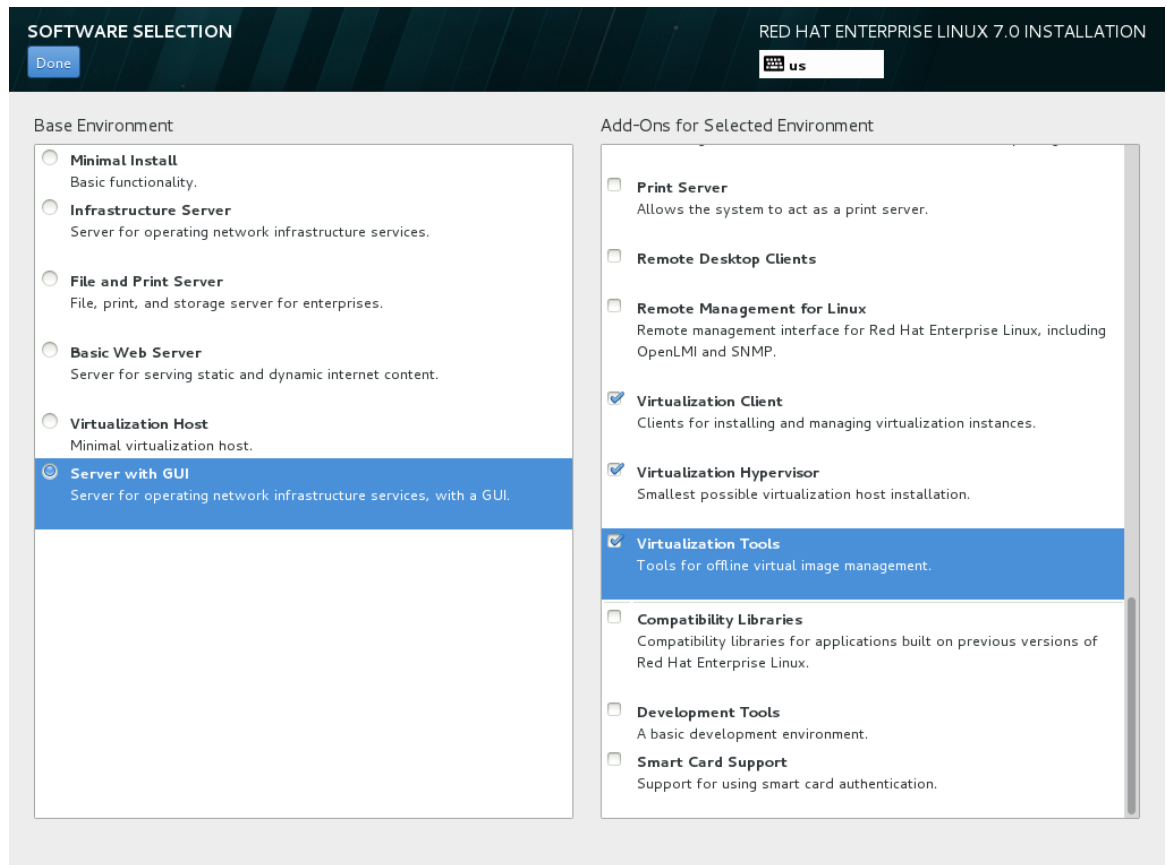 SOFTWARE SELECTION
Done
RED HAT ENTERPRISE LINUX 7.0 INSTALLATION
us
Base Environment
Minimal Install
Basic functionality.
Infrastructure Server
Server for operating network infrastructure services.
File and Print Server
File, print, and storage server for enterprises.
Basic Web Server
Server for serving static and dynamic internet content.
Virtualization Host
Minimal virtualization host.
Server with GUI
Server for operating network infrastructure services, with a GUI.
Add-Ons for Selected Environment
Print Server
Allows the system to act as a print server.
Remote Desktop Clients
Remote Management for Linux
Remote management interface for Red Hat Enterprise Linux, including
OpenLMI and SNMP.
Virtualization Client
Clients for installing and managing virtualization instances.
Virtualization Hypervisor
Smallest possible virtualization host installation.
Virtualization Tools
Tools for offline virtual image management.
Compatibility Libraries
Compatibility libraries for applications built on previous versions of
Red Hat Enterprise Linux.
Development Tools
A basic development environment.
Smart Card Support
Support for using smart card authentication.